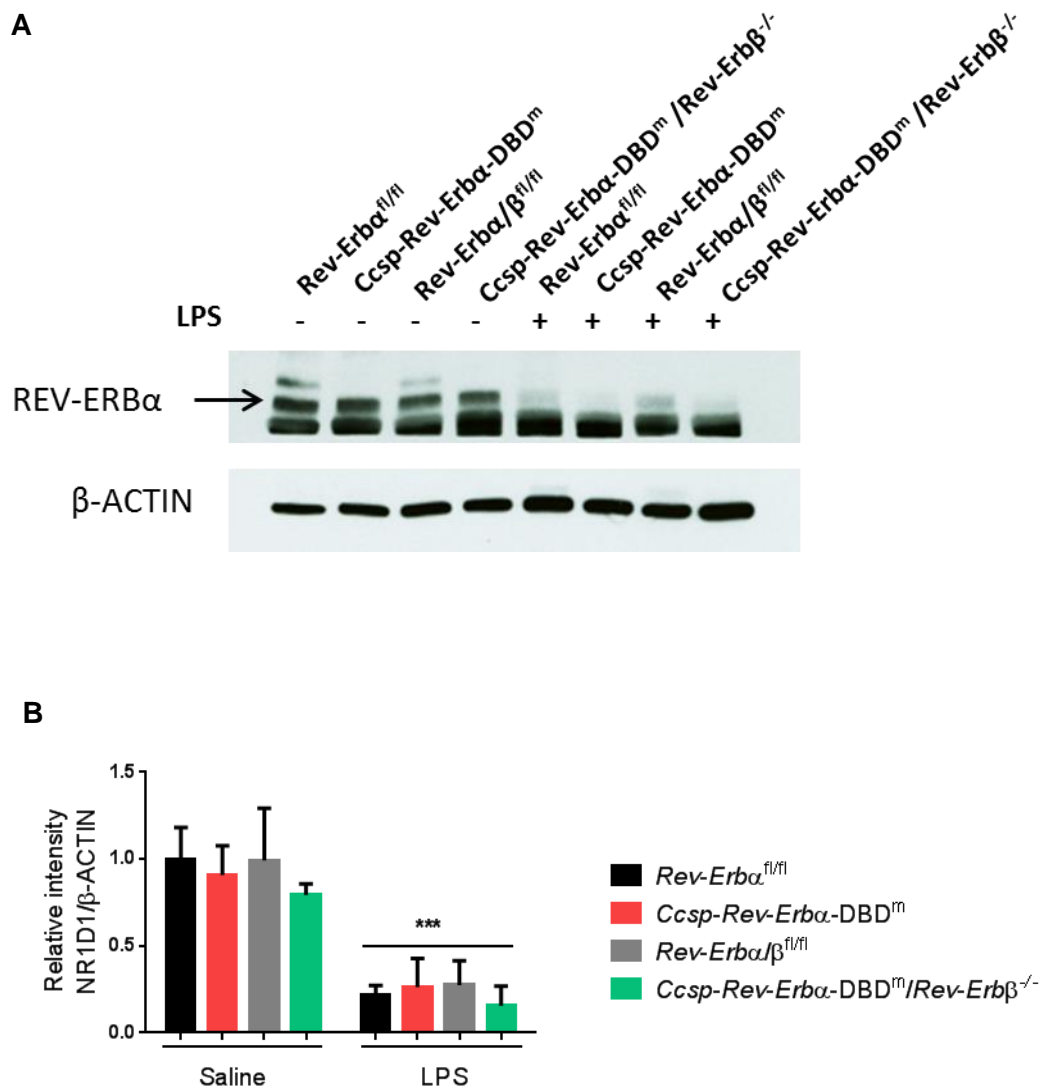 A
Rev-Erbα^fl/fl
Ccsp-Rev-Erbα-DBD^m
Rev-Erbα/β^fl/fl
Ccsp-Rev-Erbα-DBD^m /Rev-Erbβ^-/-
Rev-Erbα^fl/fl
Ccsp-Rev-Erbα-DBD^m
Rev-Erbα/β^fl/fl
Ccsp-Rev-Erbα-DBD^m /Rev-Erbβ^-/-
LPS - - - - + + + +
REV-ERBα
β-ACTIN
B
Relative intensity
NR1D1/β-ACTIN
1.5
1.0
0.5
0.0
***
Saline
LPS
Rev-Erbα^fl/fl
Ccsp-Rev-Erbα-DBD^m
Rev-Erbα/β^fl/fl
Ccsp-Rev-Erbα-DBD^m/Rev-Erbβ^-/-